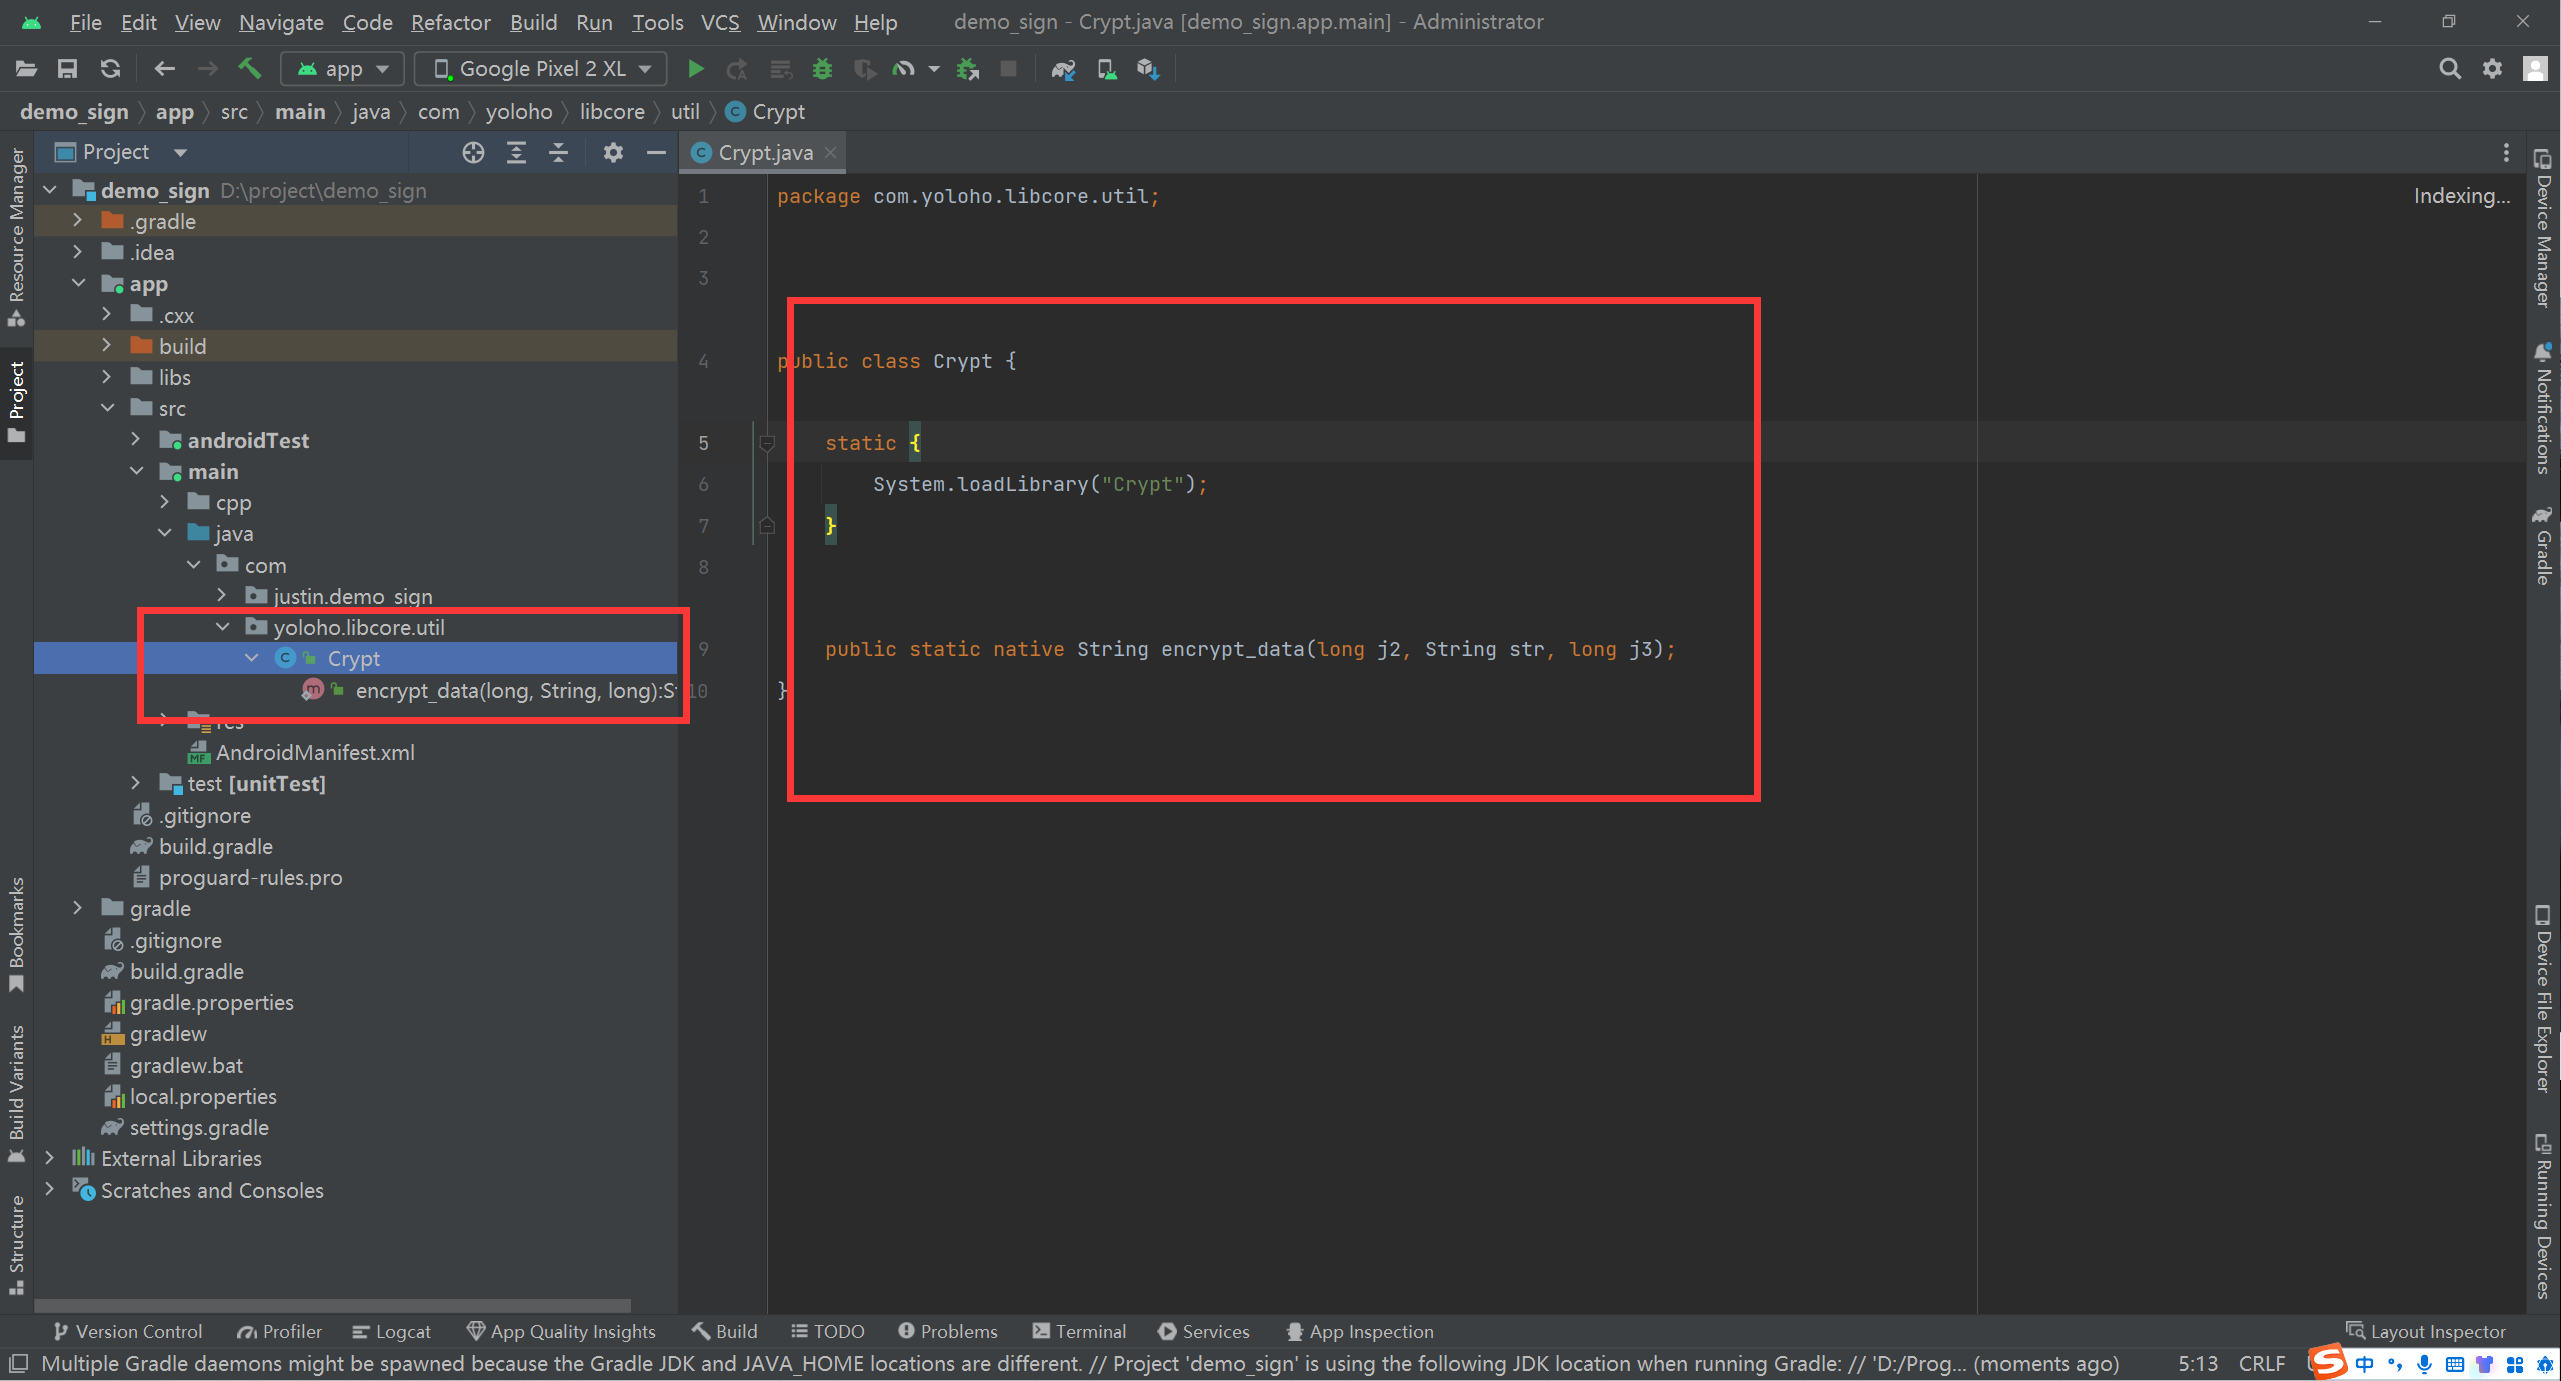 File Edit View Navigate Code Refactor Build Run Tools VCS Window Help demo_sign - Crypt.java [demo_sign.app.main] - Administrator
app Google Pixel 2 XL
demo_sign app src main java com yoloho libcore util Crypt
Project
Crypt.java
demo_sign D:\project\demo_sign
.gradle
.idea
app
.cxx
build
libs
src
androidTest
main
cpp
java
com
justin.demo_sign
yoloho.libcore.util
Crypt
encrypt_data(long, String, long):St
res
AndroidManifest.xml
test [unitTest]
.gitignore
build.gradle
proguard-rules.pro
gradle
.gitignore
build.gradle
gradle.properties
gradlew
gradlew.bat
local.properties
settings.gradle
External Libraries
Scratches and Consoles
1 package com.yoloho.libcore.util;
Indexing...
2
3
4 public class Crypt {
5 static {
6 System.loadLibrary("Crypt");
7 }
8
9 public static native String encrypt_data(long j2, String str, long j3);
10 }
Resource Manager
Project
Bookmarks
Build Variants
Structure
Device Manager
Notifications
Gradle
Device File Explorer
Running Devices
Version Control Profiler Logcat App Quality Insights Build TODO Problems Terminal Services App Inspection Layout Inspector
Multiple Gradle daemons might be spawned because the Gradle JDK and JAVA_HOME locations are different. // Project 'demo_sign' is using the following JDK location when running Gradle: // 'D:/Prog... (moments ago) 5:13 CRLF 中